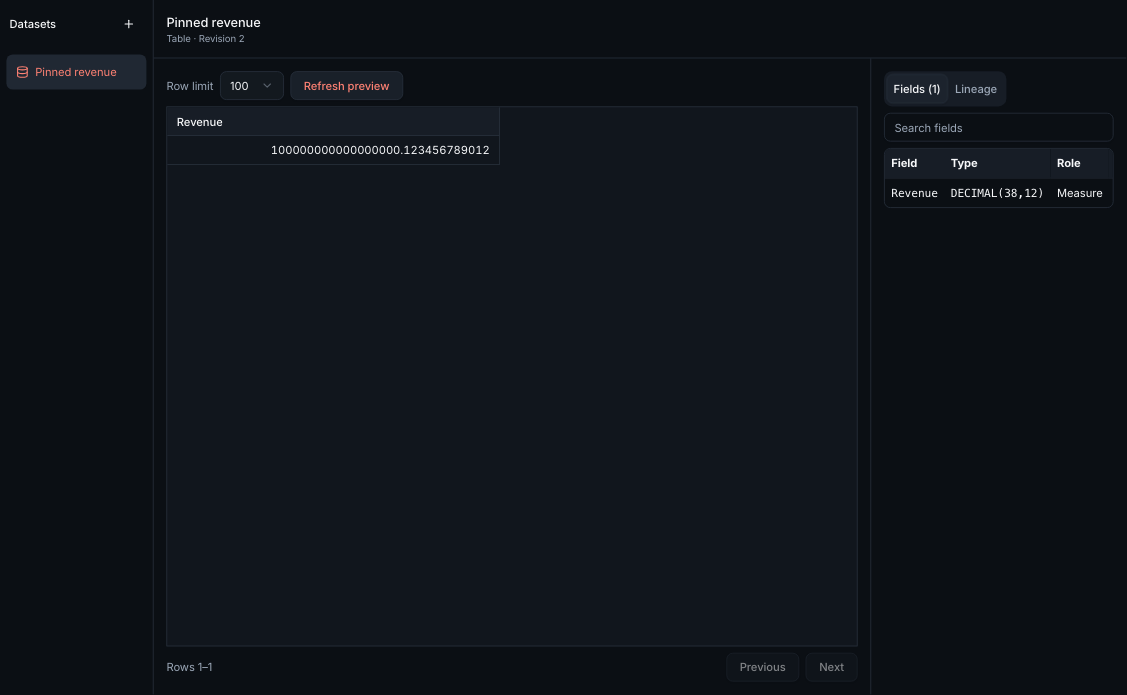 Datasets
Pinned revenue
Pinned revenue
Table · Revision 2
Row limit 100 Refresh preview
Revenue
100000000000000000.123456789012
Rows 1–1
Previous Next
Fields (1) Lineage
Search fields
Field Type Role
Revenue DECIMAL(38,12) Measure